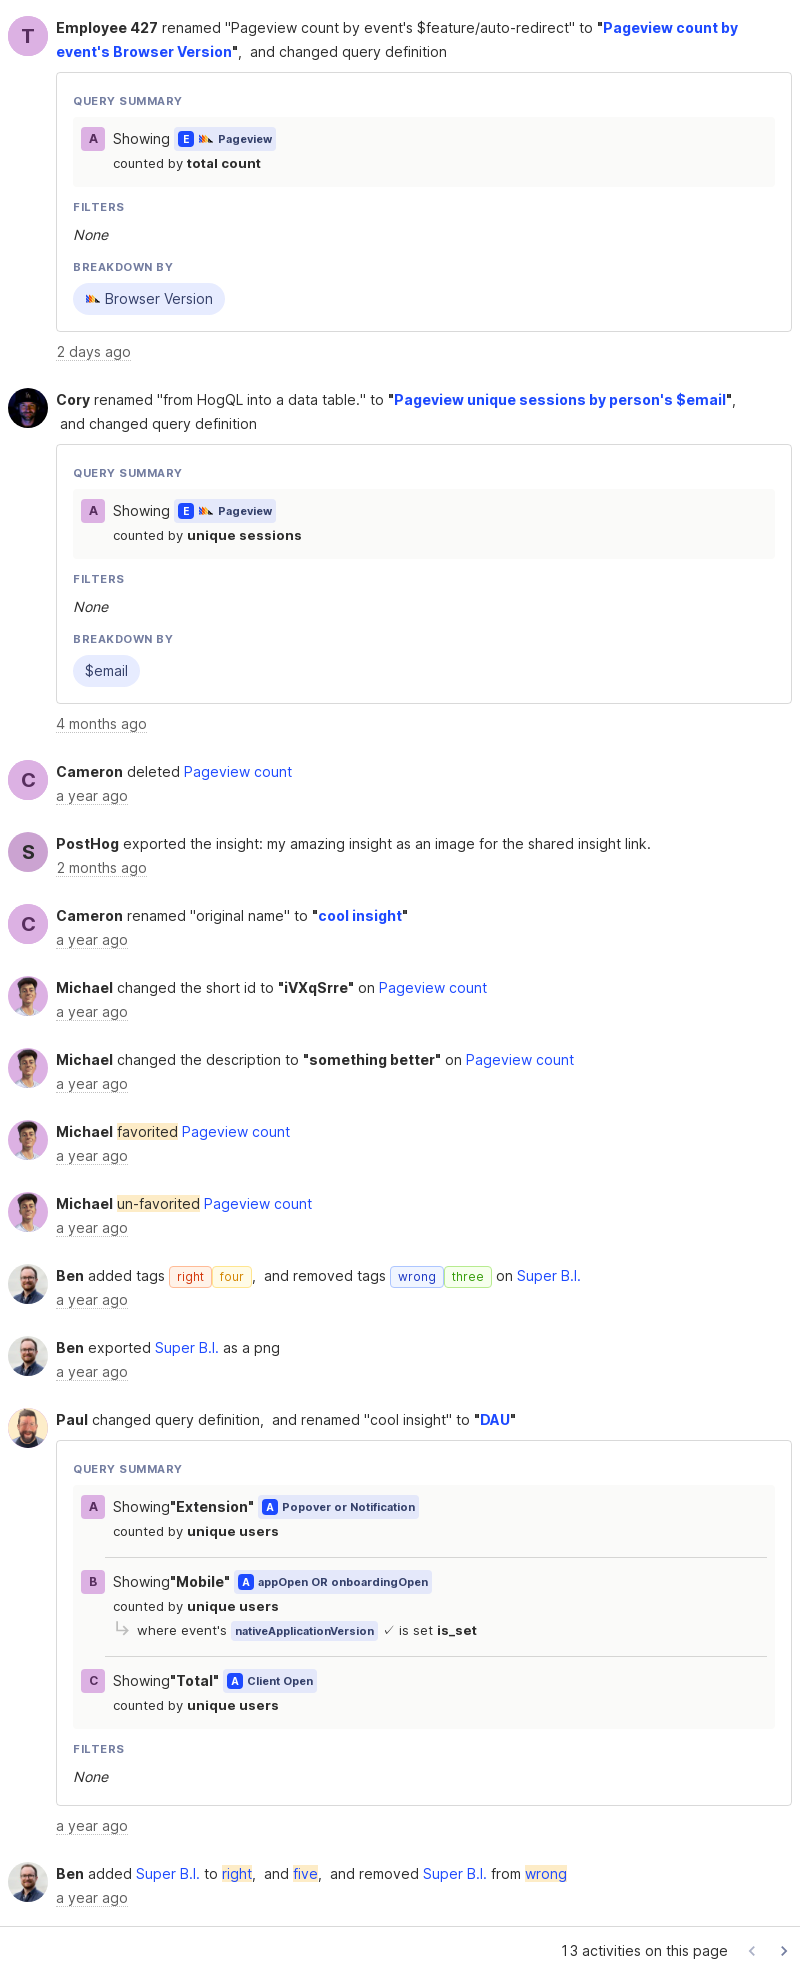 T
Employee 427 renamed "Pageview count by event's $feature/auto-redirect" to "Pageview count by
event's Browser Version", and changed query definition
QUERY SUMMARY
A Showing E Pageview
counted by total count
FILTERS
None
BREAKDOWN BY
Browser Version
2 days ago
Cory renamed "from HogQL into a data table." to "Pageview unique sessions by person's $email",
and changed query definition
QUERY SUMMARY
A Showing E Pageview
counted by unique sessions
FILTERS
None
BREAKDOWN BY
$email
4 months ago
C
Cameron deleted Pageview count
a year ago
S
PostHog exported the insight: my amazing insight as an image for the shared insight link.
2 months ago
C
Cameron renamed "original name" to "cool insight"
a year ago
Michael changed the short id to "iVXqSrre" on Pageview count
a year ago
Michael changed the description to "something better" on Pageview count
a year ago
Michael favorited Pageview count
a year ago
Michael un-favorited Pageview count
a year ago
Ben added tags right four, and removed tags wrong three on Super B.I.
a year ago
Ben exported Super B.I. as a png
a year ago
Paul changed query definition, and renamed "cool insight" to "DAU"
QUERY SUMMARY
A Showing"Extension" A Popover or Notification
counted by unique users
B Showing"Mobile" A appOpen OR onboardingOpen
counted by unique users
where event's nativeApplicationVersion ✓ is set is_set
C Showing"Total" A Client Open
counted by unique users
FILTERS
None
a year ago
Ben added Super B.I. to right, and five, and removed Super B.I. from wrong
a year ago
13 activities on this page